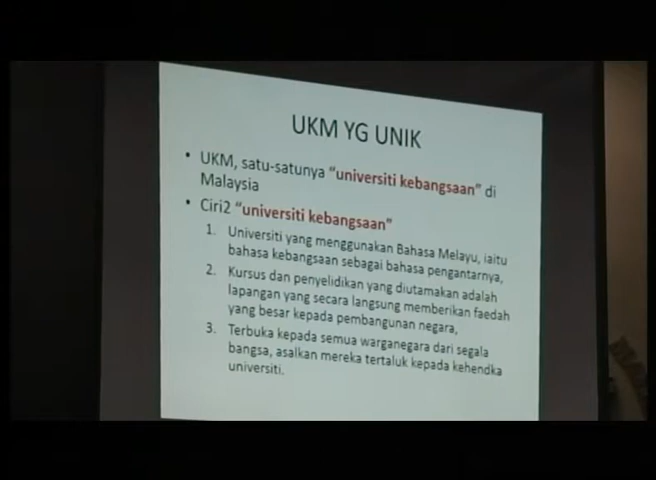 UKM YG UNIK
• UKM, satu-satunya “universiti kebangsaan” di
Malaysia
• Ciri2 “universiti kebangsaan”
1. Universiti yang menggunakan Bahasa Melayu, iaitu
bahasa kebangsaan sebagai bahasa pengantarnya,
2. Kursus dan penyelidikan yang diutamakan adalah
lapangan yang secara langsung memberikan faedah
yang besar kepada pembangunan negara,
3. Terbuka kepada semua warganegara dari segala
bangsa, asalkan mereka tertaluk kepada kehendka
universiti.